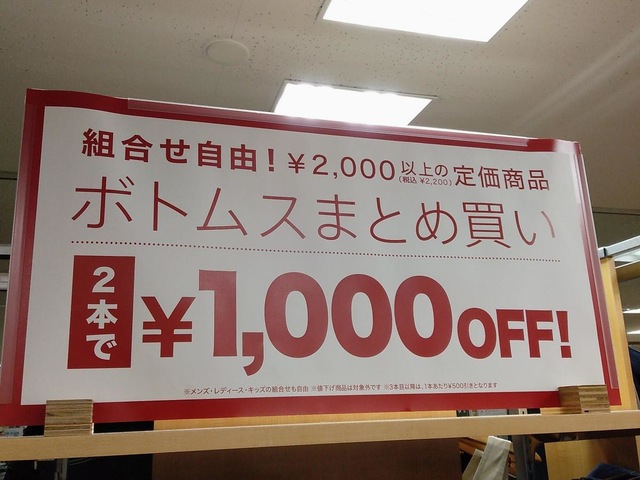 組合せ自由！¥2,000以上の定価商品
(税込 ¥2,200)
ボトムスまとめ買い
2本で
¥1,000 OFF!
※メンズ・レディース・キッズの組合せも自由 ※値下げ商品は対象外です ※3本目以降は、1本あたり¥500引きとなります